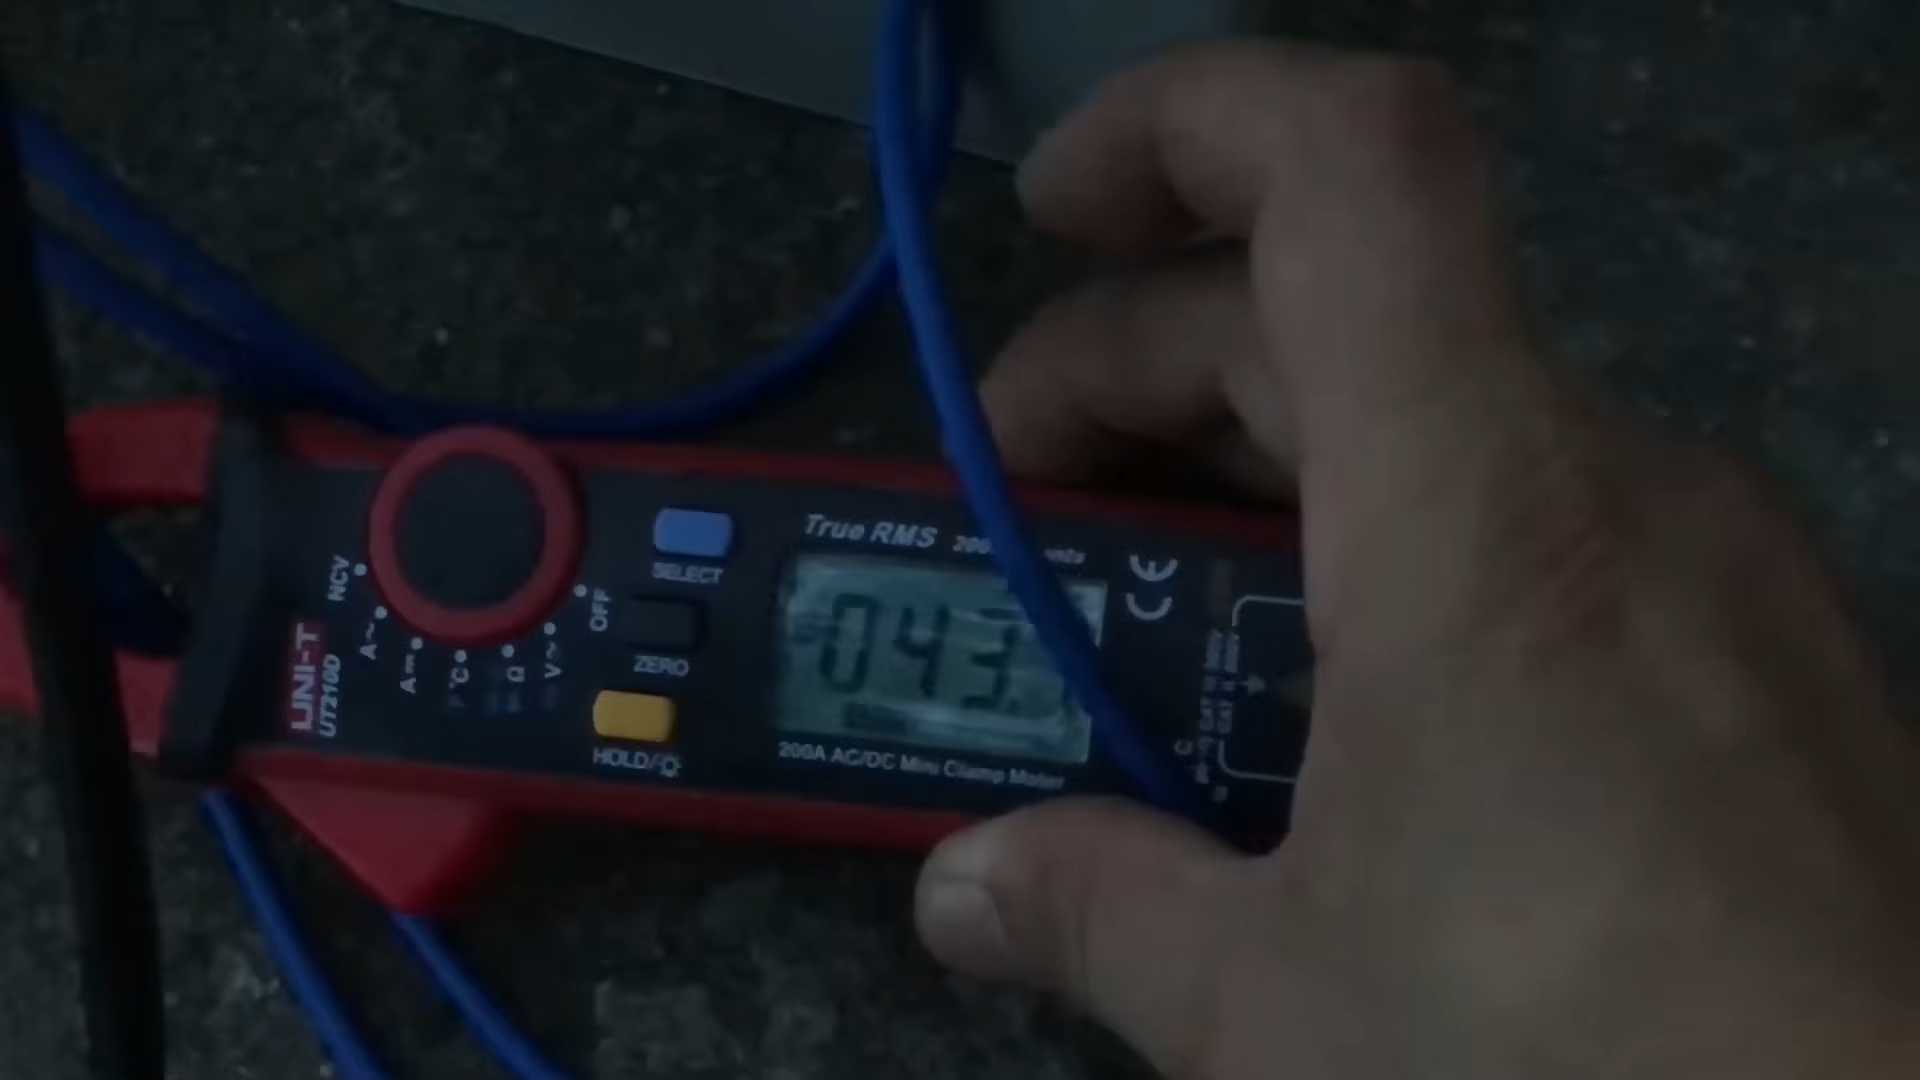 True RMS
SELECT
NCV
A~
A
°C
Ω
V~
OFF
ZERO
043.
UNI-T
UT210D
HOLD/
200A AC/DC Mini Clamp Meter
CE